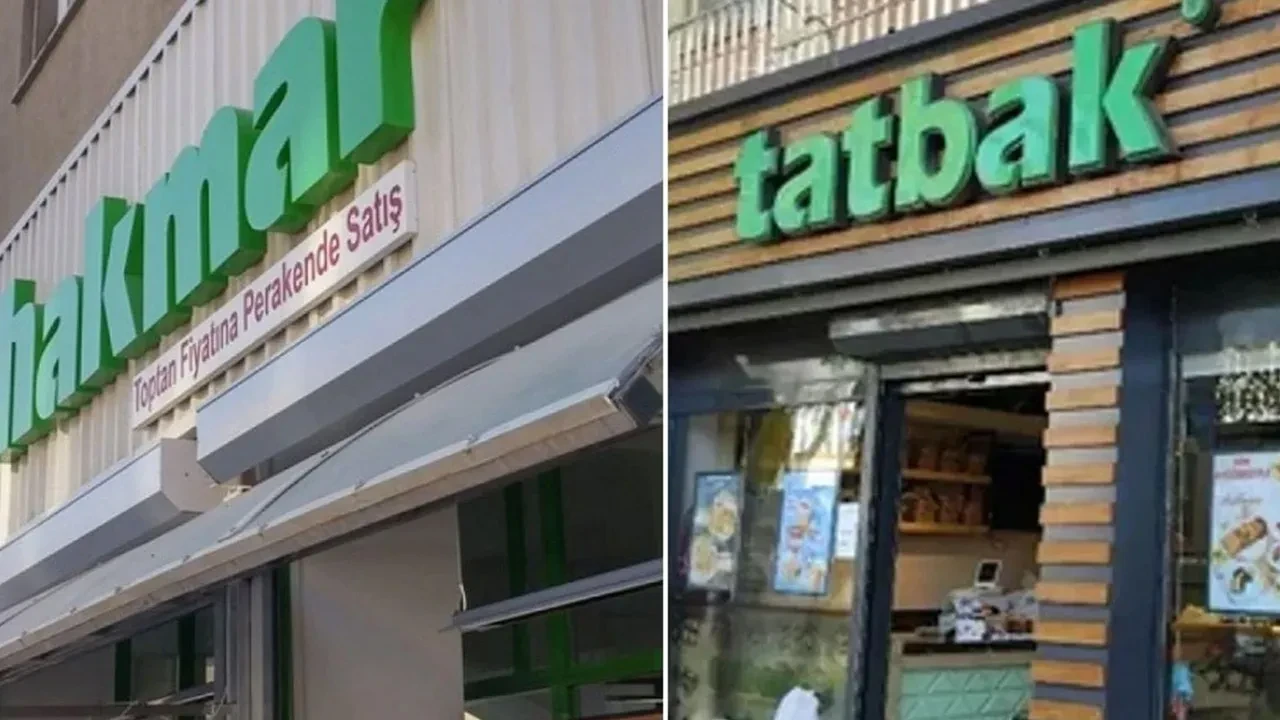 hakmar
Toptan Fiyatına Perakende Satış
tatbak